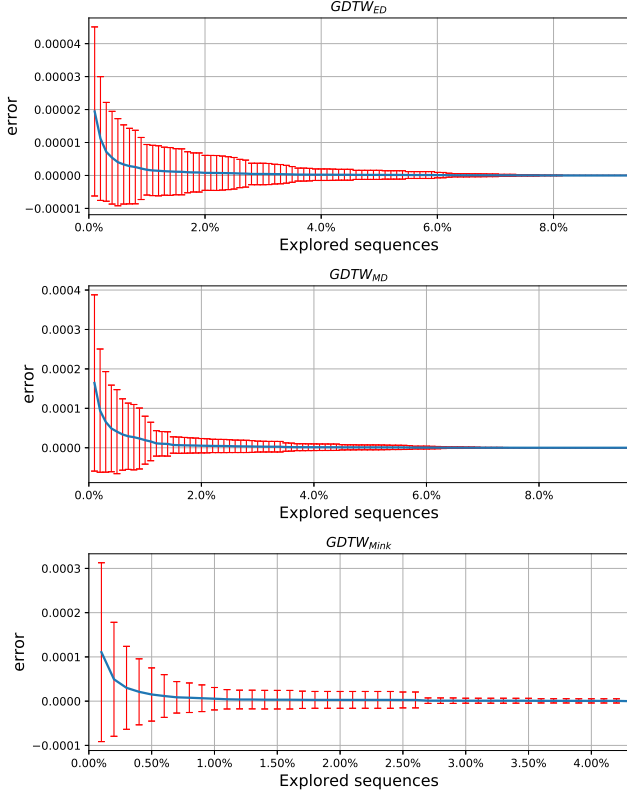 GDTW_ED
0.00004
0.00003
0.00002
0.00001
0.00000
−0.00001
error
0.0% 2.0% 4.0% 6.0% 8.0%
Explored sequences
GDTW_MD
0.0004
0.0003
0.0002
0.0001
0.0000
error
0.0% 2.0% 4.0% 6.0% 8.0%
Explored sequences
GDTW_Mink
0.0003
0.0002
0.0001
0.0000
−0.0001
error
0.00% 0.50% 1.00% 1.50% 2.00% 2.50% 3.00% 3.50% 4.00%
Explored sequences